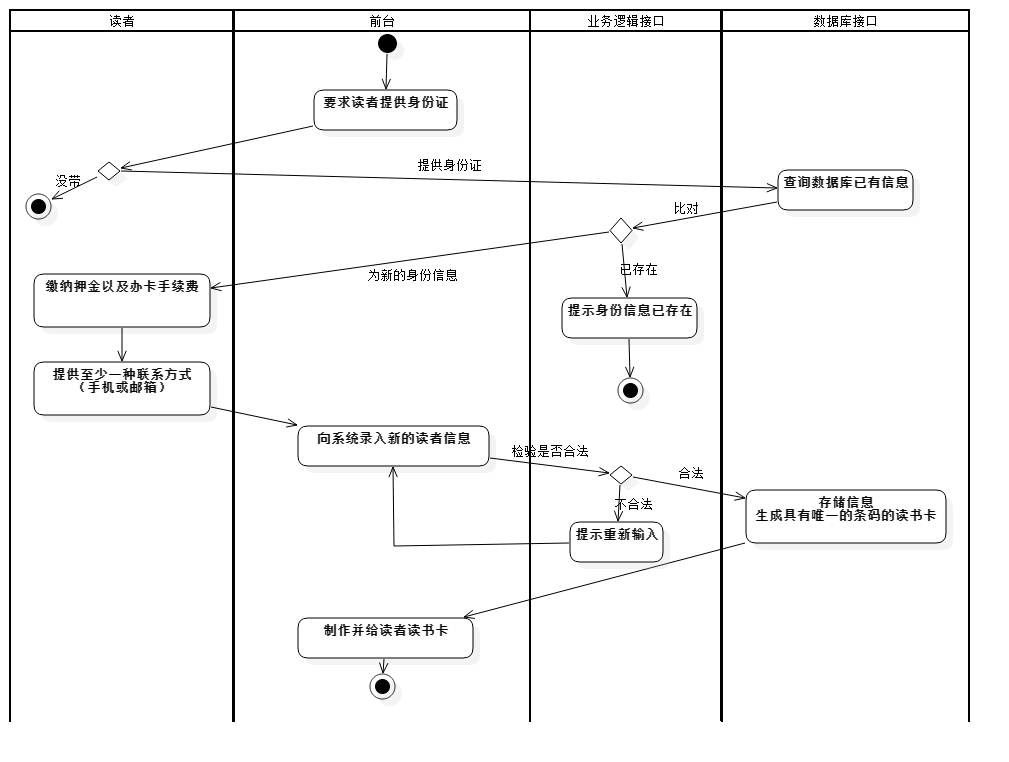 读者
前台
业务逻辑接口
数据库接口
要求读者提供身份证
提供身份证
没带
查询数据库已有信息
比对
已存在
为新的身份信息
缴纳押金以及办卡手续费
提示身份信息已存在
提供至少一种联系方式
（手机或邮箱）
向系统录入新的读者信息
检验是否合法
合法
不合法
存储信息
生成具有唯一的条码的读书卡
提示重新输入
制作并给读者读书卡